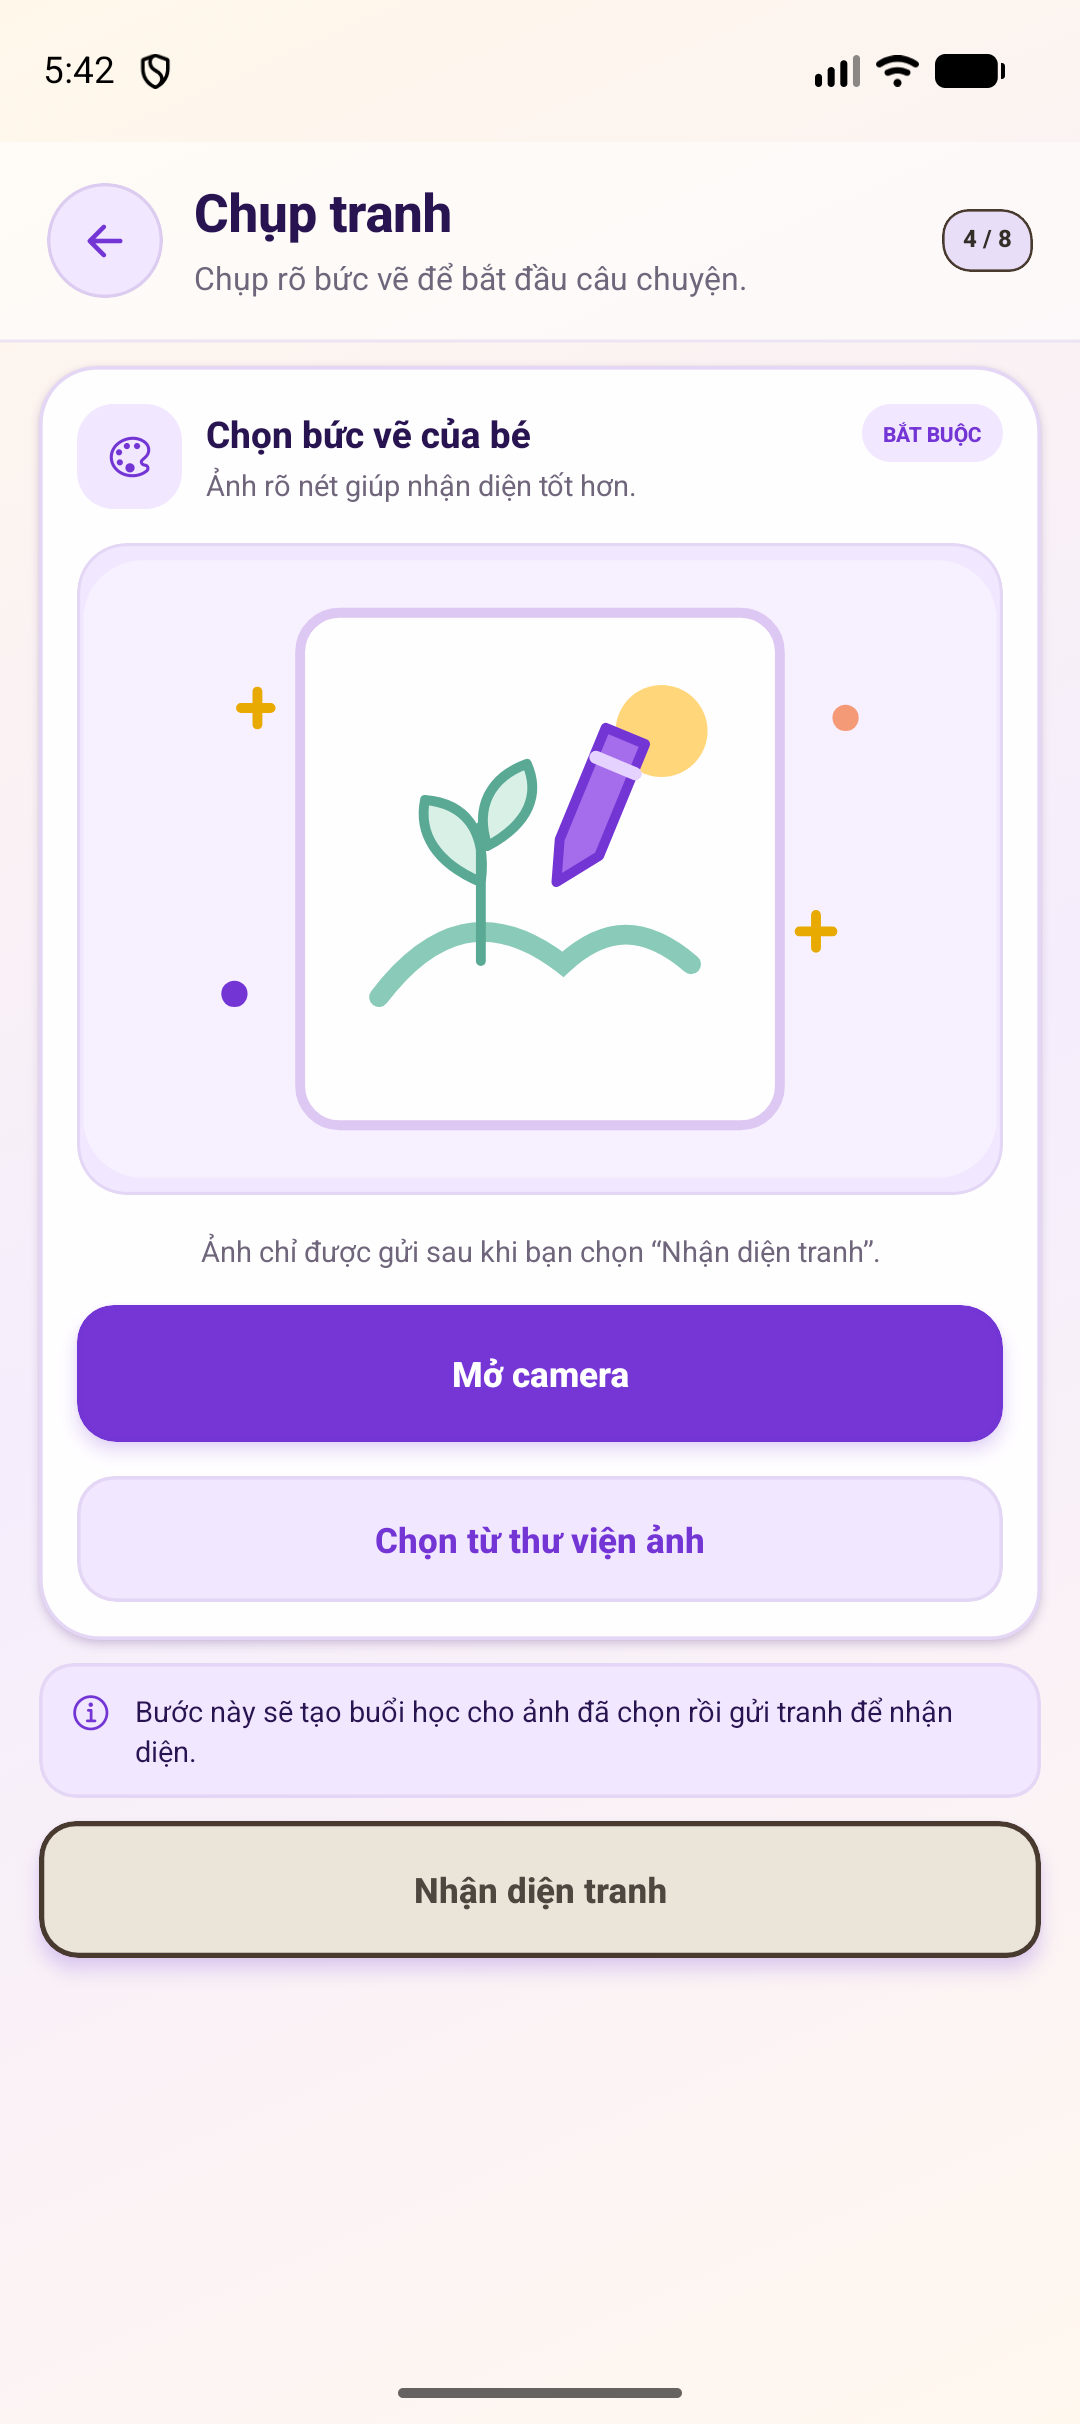 5:42
Chụp tranh
Chụp rõ bức vẽ để bắt đầu câu chuyện.
4 / 8
Chọn bức vẽ của bé
BẮT BUỘC
Ảnh rõ nét giúp nhận diện tốt hơn.
Ảnh chỉ được gửi sau khi bạn chọn “Nhận diện tranh”.
Mở camera
Chọn từ thư viện ảnh
Bước này sẽ tạo buổi học cho ảnh đã chọn rồi gửi tranh để nhận
diện.
Nhận diện tranh